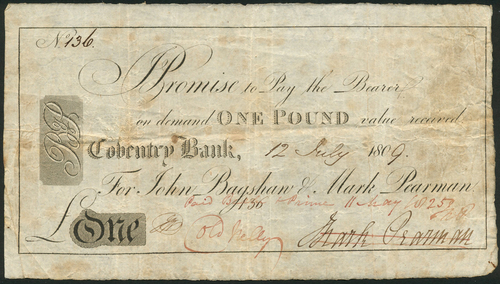 No. 136.
I Promise to Pay the Bearer
on demand ONE POUND value received
Coventry Bank, 12 July 1809.
For John Bagshaw & Mark Pearman
£ One
Mark Pearman